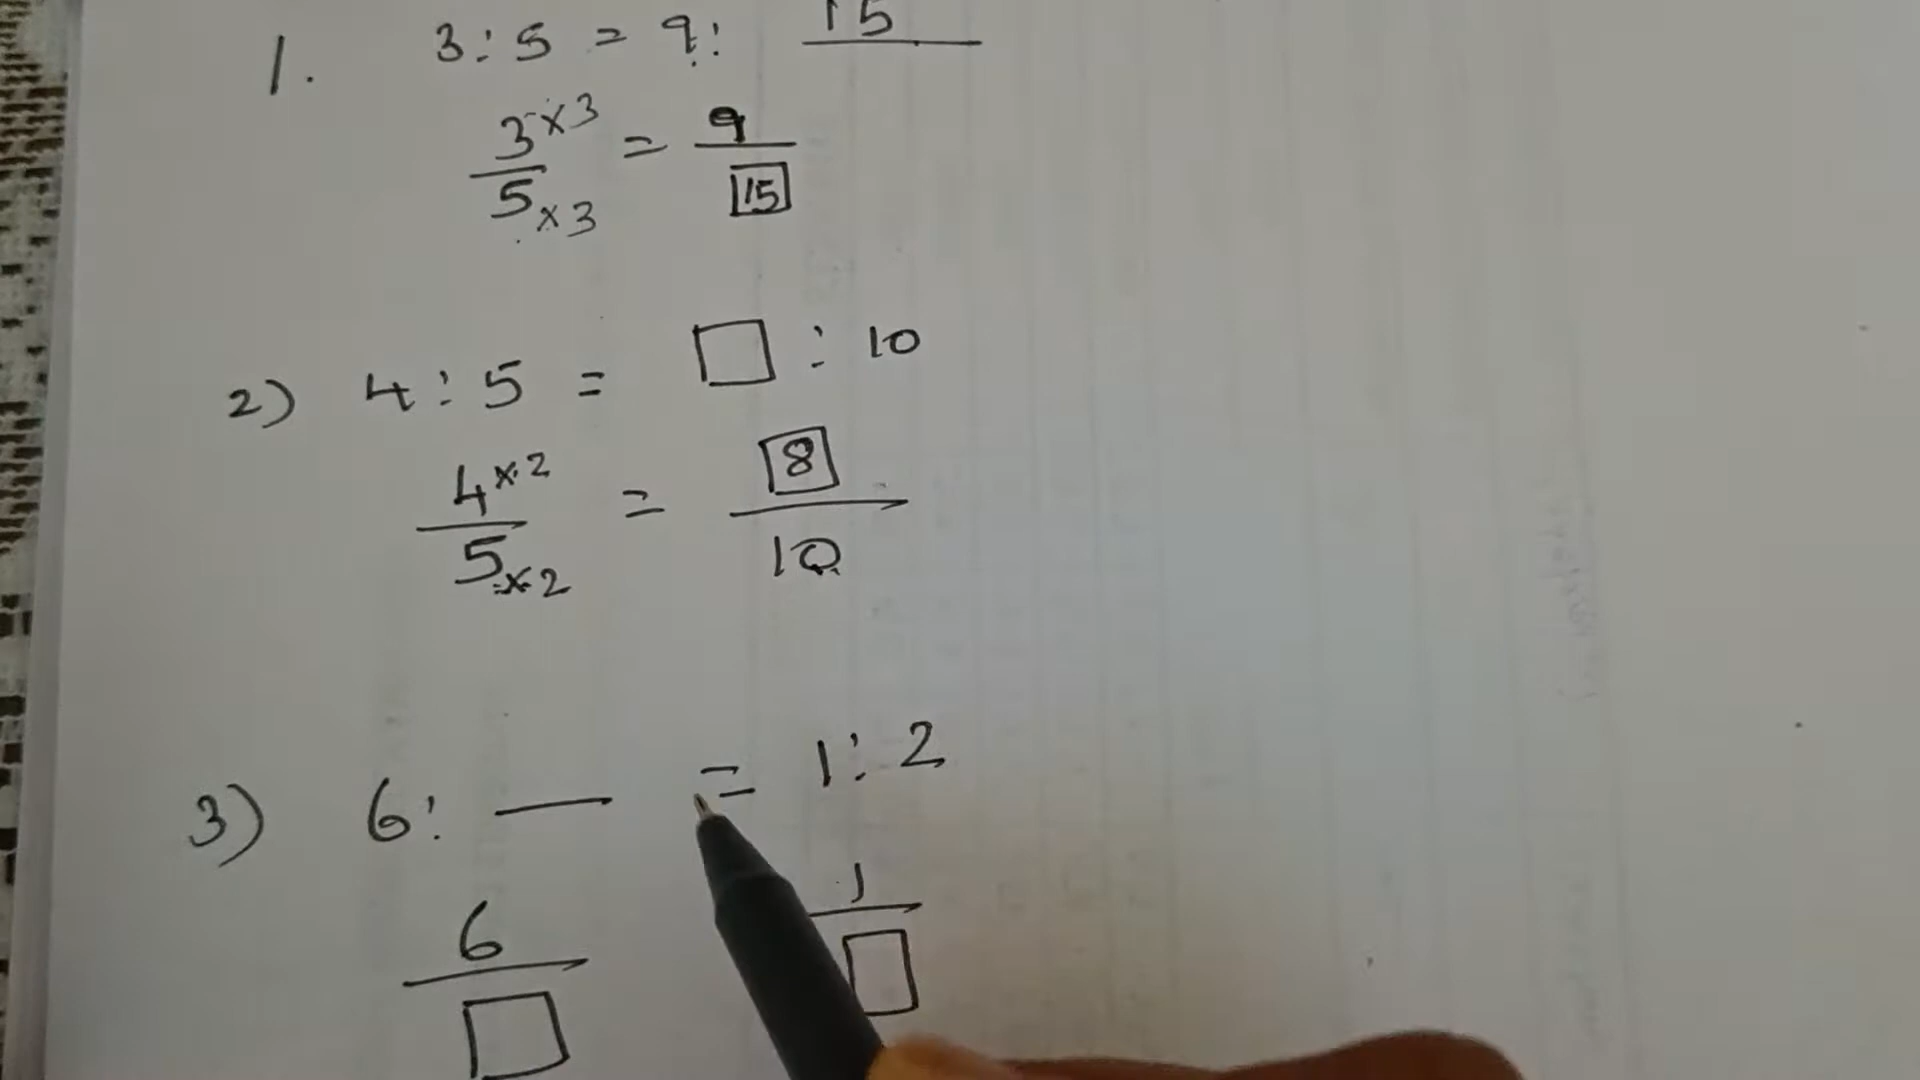 1. 3 : 5 = 9 : 15
3 x 3 / 5 x 3 = 9 / 15
2) 4 : 5 = □ : 10
4 x 2 / 5 x 2 = 8 / 10
3) 6 : __ = 1 : 2
6 / □ 1 / □